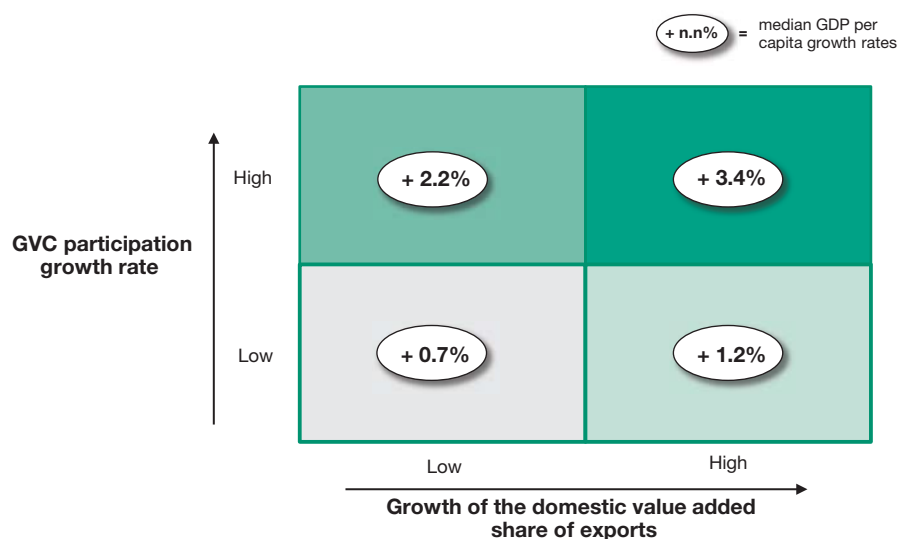 + n.n%
=
median GDP per
capita growth rates
High
+ 2.2%
+ 3.4%
GVC participation
growth rate
Low
+ 0.7%
+ 1.2%
Low
High
Growth of the domestic value added
share of exports